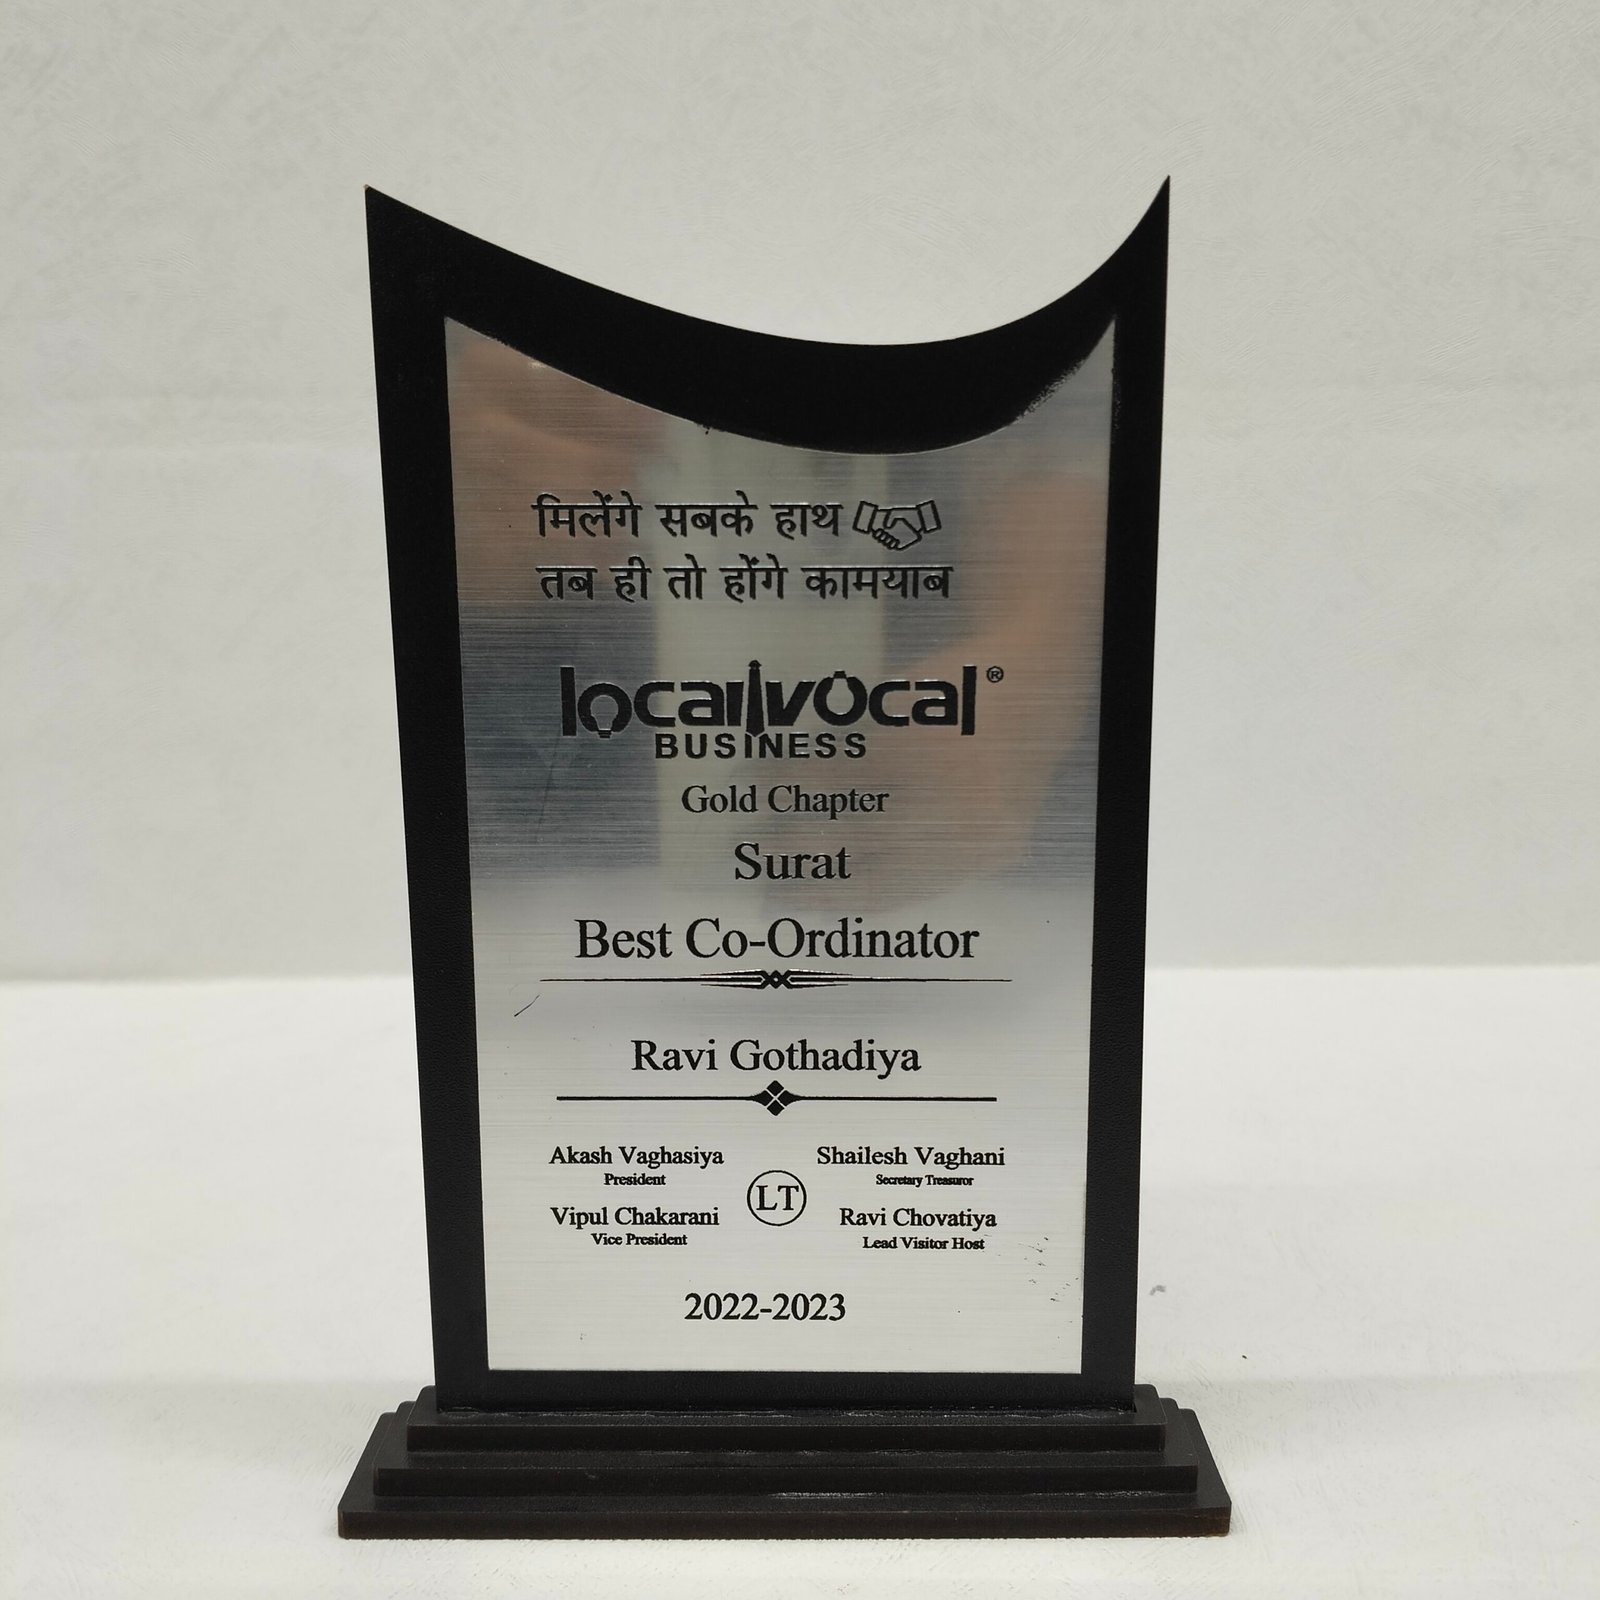 मिलेंगे सबके हाथ
तब ही तो होंगे कामयाब
localvocal®
BUSINESS
Gold Chapter
Surat
Best Co-Ordinator
Ravi Gothadiya
Akash Vaghasiya
President
Shailesh Vaghani
Secretary Treasuror
LT
Vipul Chakarani
Vice President
Ravi Chovatiya
Lead Visitor Host
2022-2023